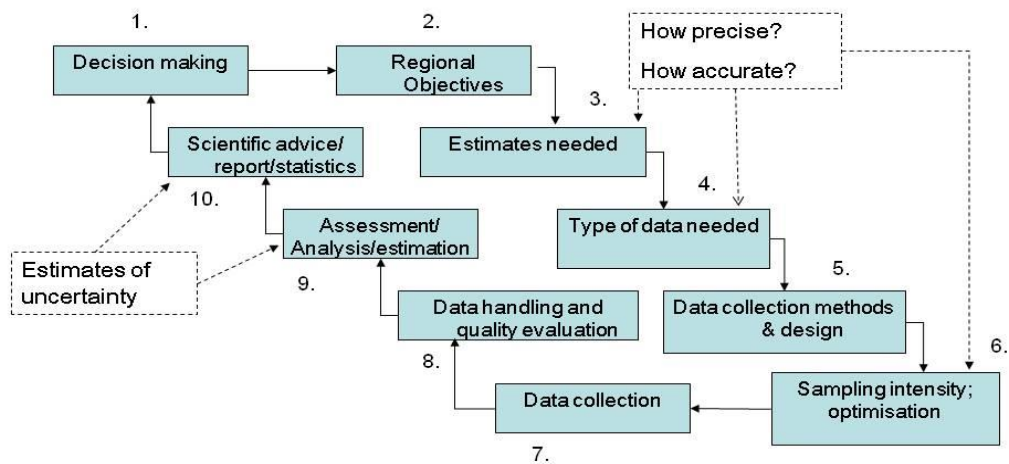 1.
Decision making
2.
Regional
Objectives
How precise?
How accurate?
3.
Estimates needed
4.
Type of data needed
5.
Data collection methods
& design
6.
Sampling intensity;
optimisation
7.
Data collection
8.
Data handling and
quality evaluation
9.
Assessment/
Analysis/estimation
10.
Scientific advice/
report/statistics
Estimates of
uncertainty